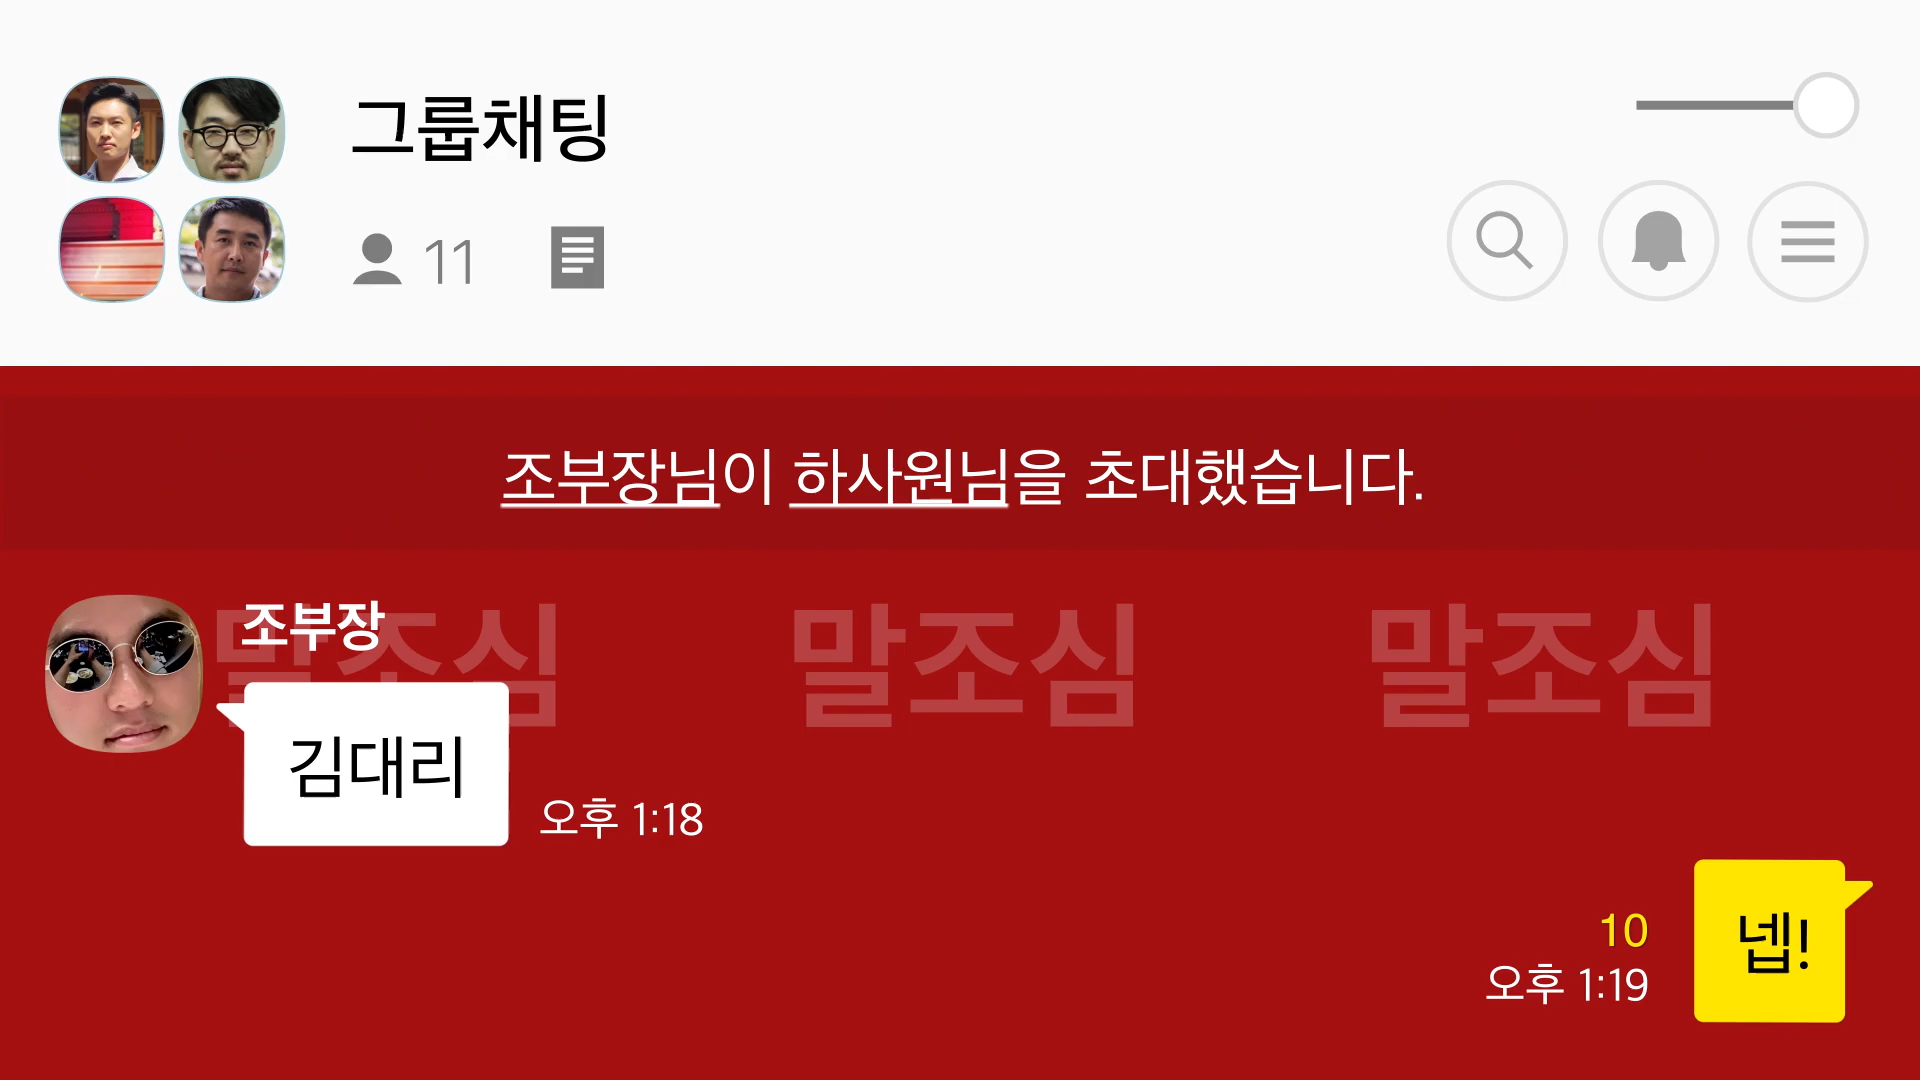 그룹채팅
11
조부장님이 하사원님을 초대했습니다.
조부장
말조심 말조심 말조심
김대리
오후 1:18
넵!
10
오후 1:19